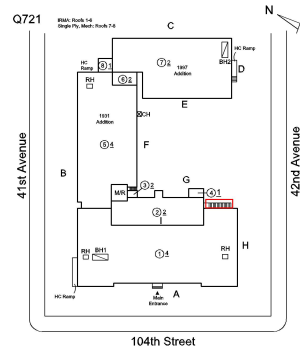 Q721
IRMA: Roofs 1-6
Single Ply, Mech: Roofs 7-8
C
N
HC
Ramp
8 1
7 2
1997
Addition
BH2
HC Ramp
D
6 2
RH
E
CH
1931
Addition
F
5 4
41st Avenue
42nd Avenue
B
M/R
3 2
G
4 1
2 2
H
BH1
1 4
RH
RH
HC Ramp
Main
Entrance
A
104th Street